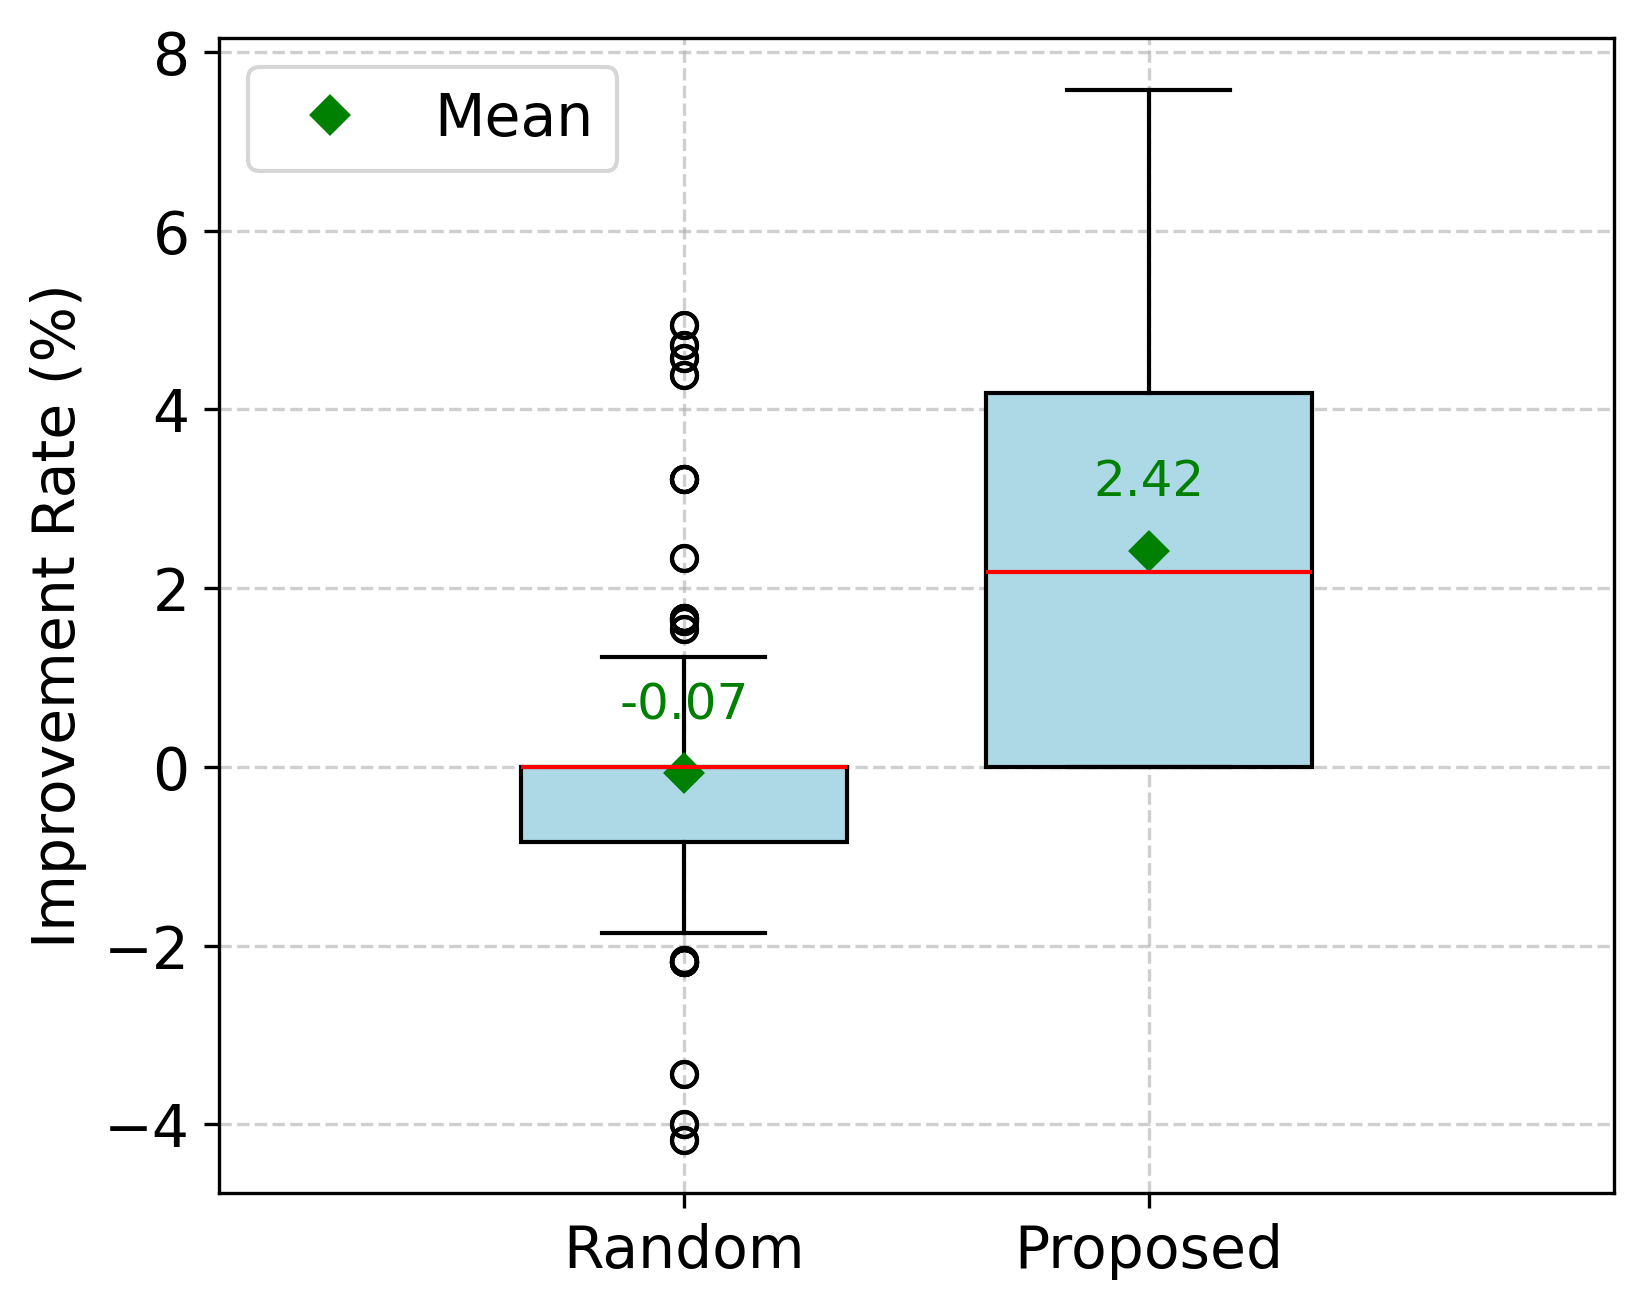 Improvement Rate (%)
8
6
4
2
0
−2
−4
Mean
2.42
-0.07
Random
Proposed